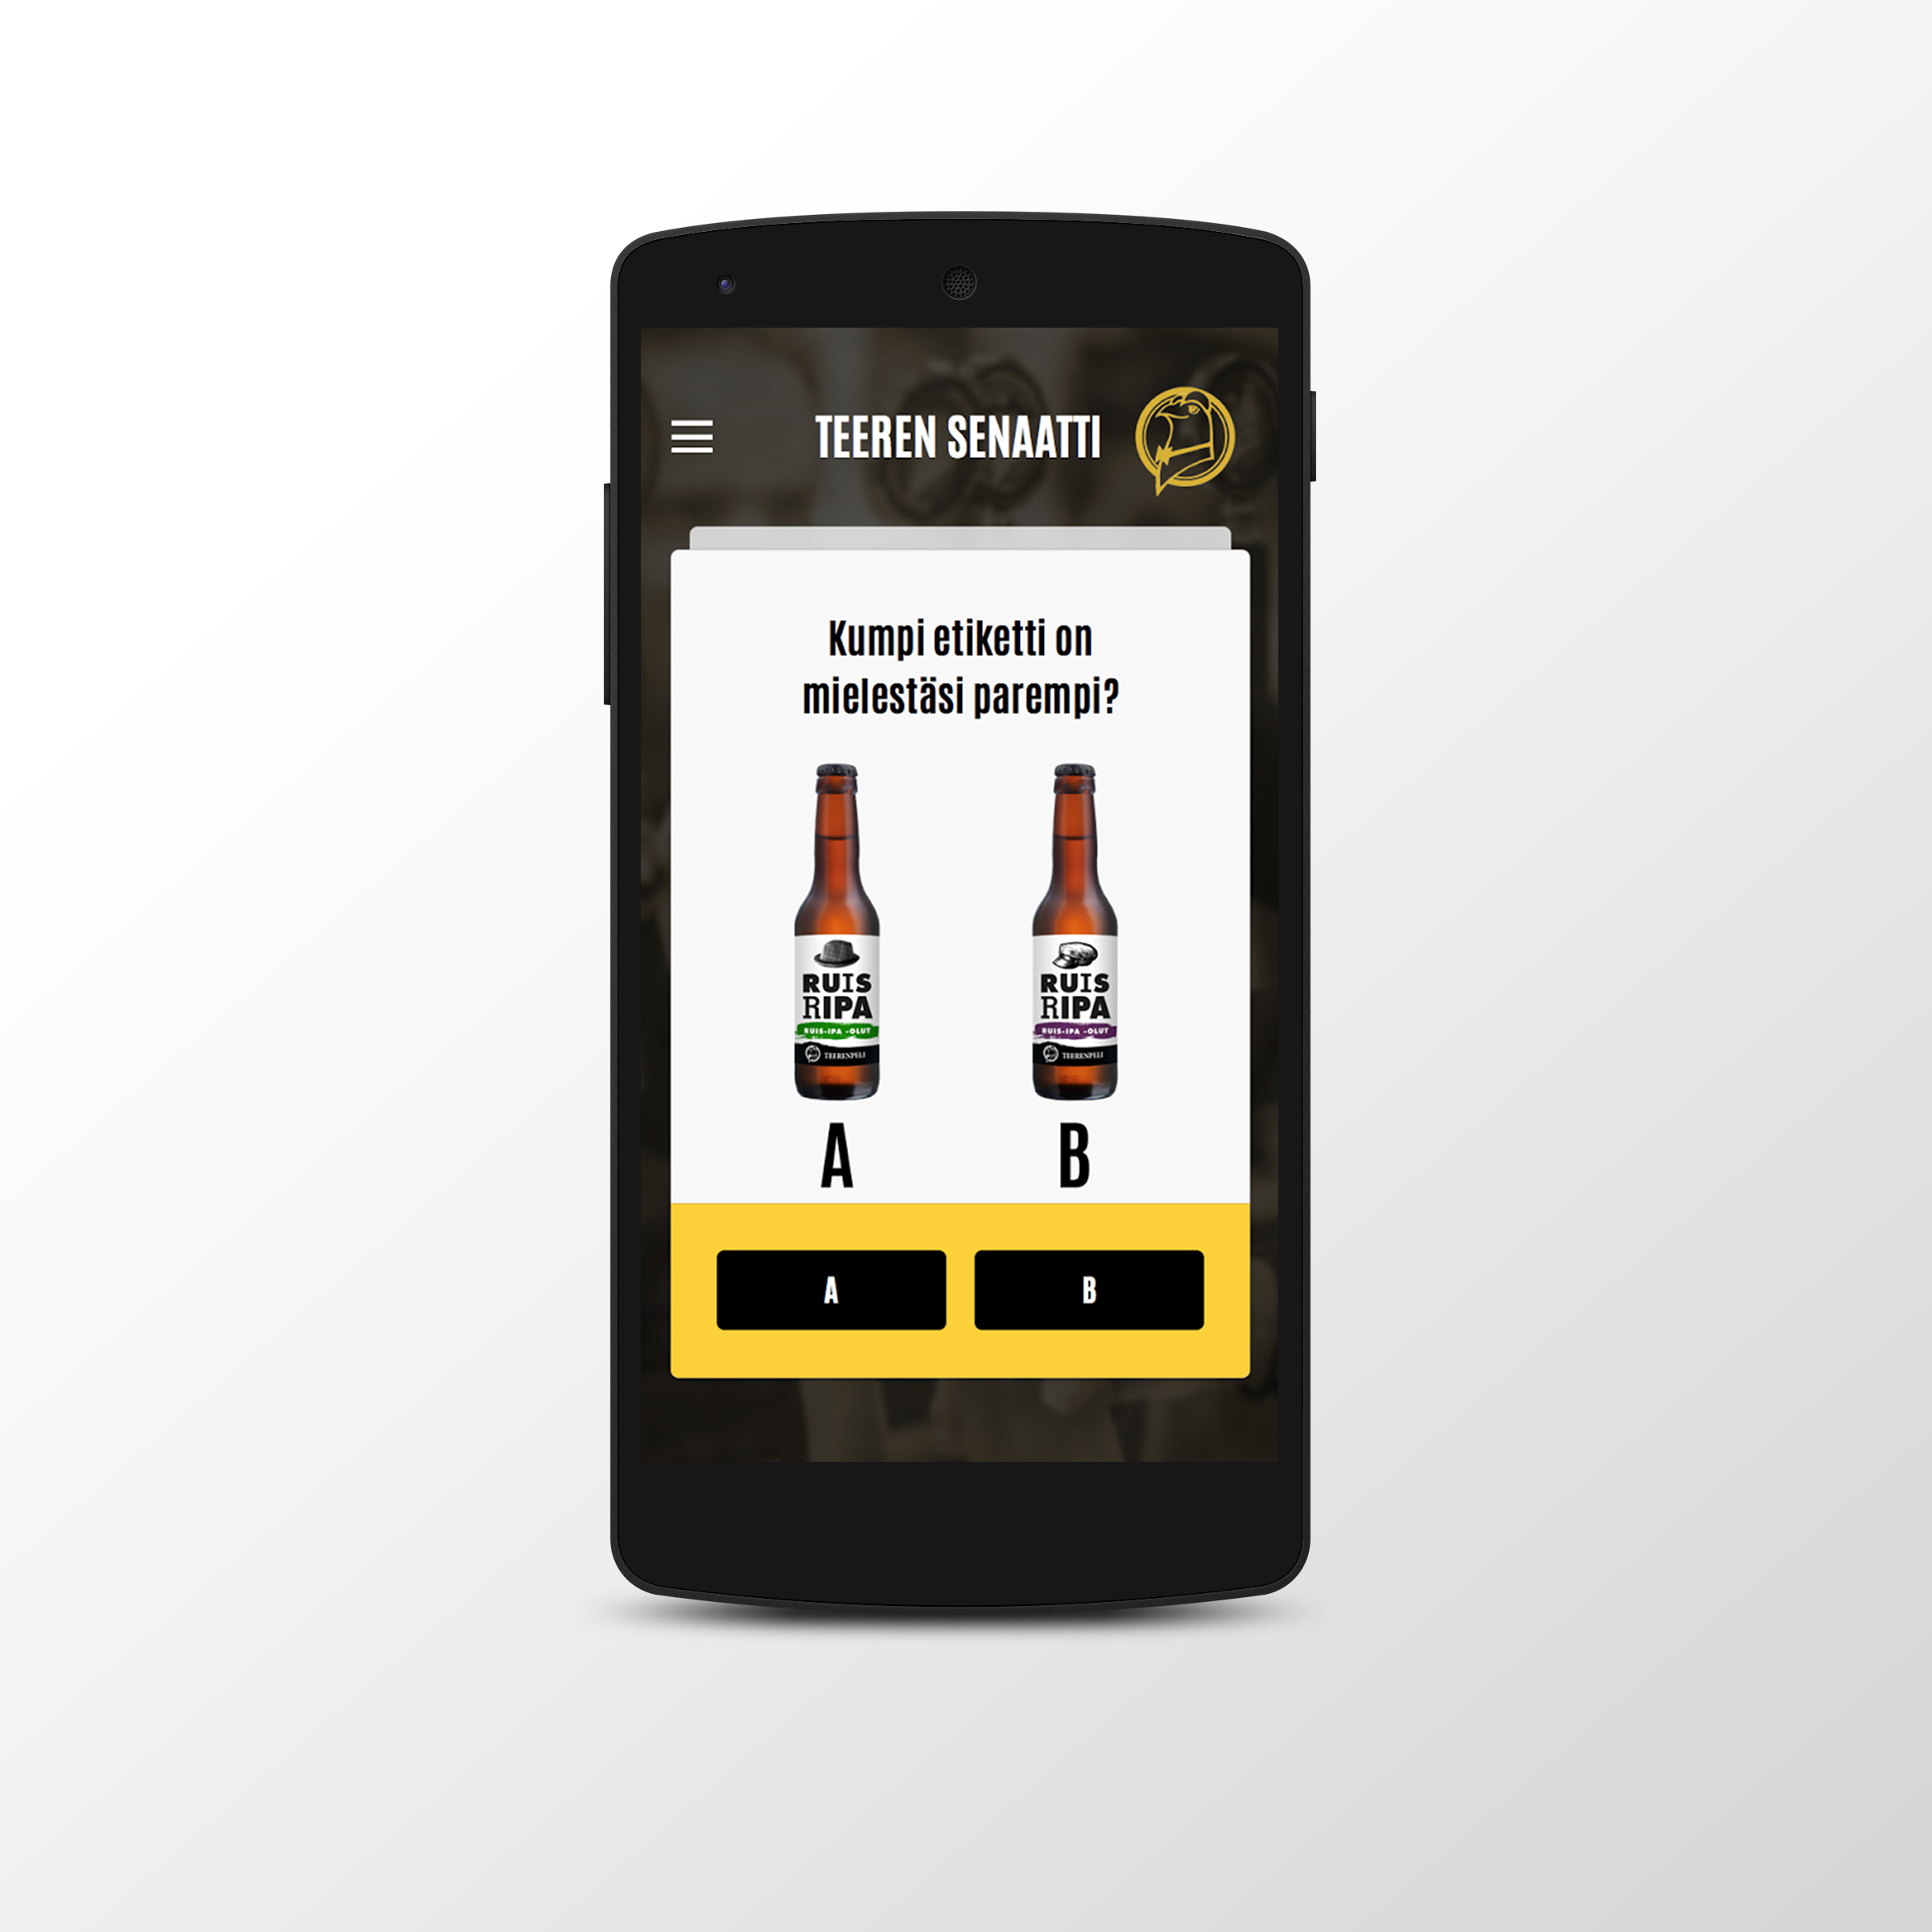 TEEREN SENAATTI
Kumpi etiketti on
mielestäsi parempi?
RUIS
RIPA
RUIS-IPA -OLUT
TEERENPELI
RUIS
RIPA
RUIS-IPA -OLUT
TEERENPELI
A
B
A
B